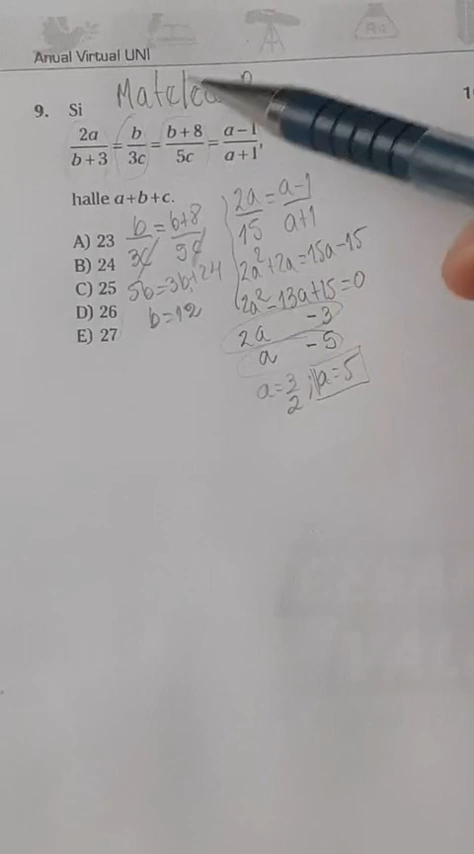 Anual Virtual UNI
9. Si
2a/(b+3) = b/3c = (b+8)/5c = (a−1)/(a+1),
halle a+b+c.
A) 23
B) 24
C) 25
D) 26
E) 27
b/3c = (b+8)/5c
5b=3b+24
b=12
2a/15 = (a-1)/(a+1)
2a²+2a=15a-15
2a²-13a+15=0
2a -3
a -5
a=3/2; a=5